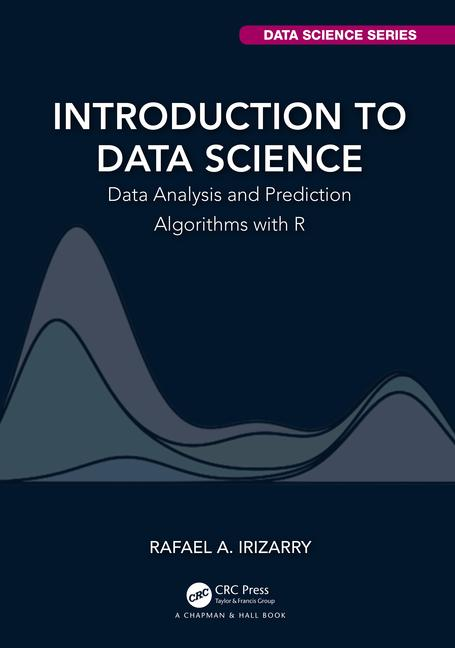 DATA SCIENCE SERIES
INTRODUCTION TO
DATA SCIENCE
Data Analysis and Prediction
Algorithms with R
RAFAEL A. IRIZARRY
CRC
CRC Press
Taylor & Francis Group
A CHAPMAN & HALL BOOK